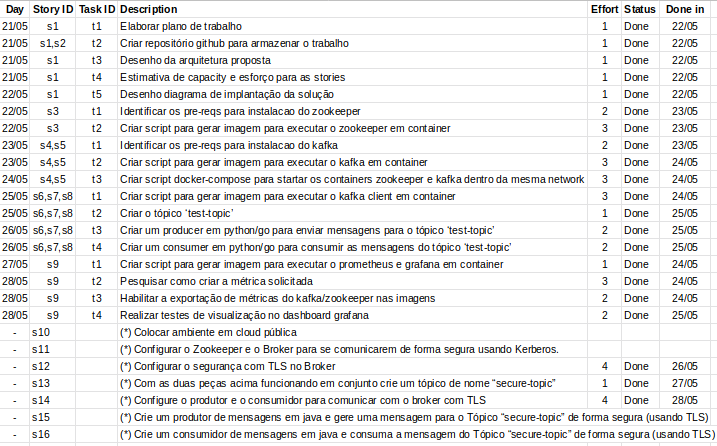 Day Story ID Task ID Description Effort Status Done in
21/05 s1 t1 Elaborar plano de trabalho 1 Done 22/05
21/05 s1,s2 t2 Criar repositório github para armazenar o trabalho 1 Done 22/05
21/05 s1 t3 Desenho da arquitetura proposta 1 Done 22/05
21/05 s1 t4 Estimativa de capacity e esforço para as stories 1 Done 22/05
22/05 s1 t5 Desenho diagrama de implantação da solução 1 Done 22/05
22/05 s3 t1 Identificar os pre-reqs para instalacao do zookeeper 2 Done 23/05
22/05 s3 t2 Criar script para gerar imagem para executar o zookeeper em container 3 Done 23/05
23/05 s4,s5 t1 Identificar os pre-reqs para instalacao do kafka 2 Done 23/05
23/05 s4,s5 t2 Criar script para gerar imagem para executar o kafka em container 3 Done 24/05
24/05 s4,s5 t3 Criar script docker-compose para startar os containers zookeeper e kafka dentro da mesma network 3 Done 24/05
25/05 s6,s7,s8 t1 Criar script para gerar imagem para executar o kafka client em container 3 Done 24/05
25/05 s6,s7,s8 t2 Criar o tópico ‘test-topic’ 1 Done 25/05
26/05 s6,s7,s8 t3 Criar um producer em python/go para enviar mensagens para o tópico ‘test-topic’ 2 Done 25/05
26/05 s6,s7,s8 t4 Criar um consumer em python/go para consumir as mensagens do tópico ‘test-topic’ 2 Done 25/05
27/05 s9 t1 Criar script para gerar imagem para executar o prometheus e grafana em container 1 Done 24/05
28/05 s9 t2 Pesquisar como criar a métrica solicitada 3 Done 24/05
28/05 s9 t3 Habilitar a exportação de métricas do kafka/zookeeper nas imagens 2 Done 24/05
28/05 s9 t4 Realizar testes de visualização no dashboard grafana 2 Done 25/05
- s10 (*) Colocar ambiente em cloud pública
- s11 (*) Configurar o Zookeeper e o Broker para se comunicarem de forma segura usando Kerberos.
- s12 (*) Configurar o segurança com TLS no Broker 4 Done 26/05
- s13 (*) Com as duas peças acima funcionando em conjunto crie um tópico de nome “secure-topic” 1 Done 27/05
- s14 (*) Configure o produtor e o consumidor para comunicar com o broker com TLS 4 Done 28/05
- s15 (*) Crie um produtor de mensagens em java e gere uma mensagem para o Tópico “secure-topic” de forma segura (usando TLS)
- s16 (*) Crie um consumidor de mensagens em java e consuma a mensagem do Tópico “secure-topic” de forma segura (usando TLS)